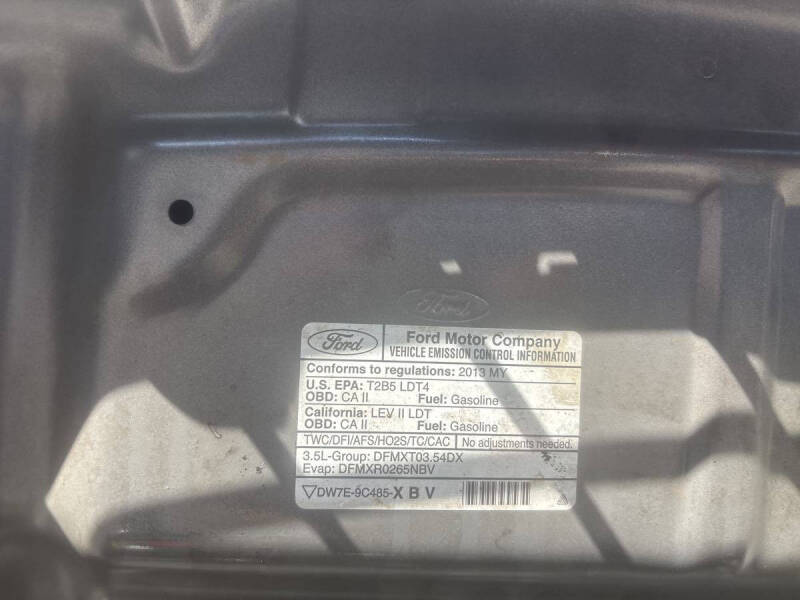 Ford
Ford
Ford Motor Company
VEHICLE EMISSION CONTROL INFORMATION
Conforms to regulations: 2013 MY
U.S. EPA: T2B5 LDT4
OBD: CA II Fuel: Gasoline
California: LEV II LDT
OBD: CA II Fuel: Gasoline
TWC/DFI/AFS/HO2S/TC/CAC No adjustments needed.
3.5L-Group: DFMXT03.54DX
Evap: DFMXR0265NBV
DW7E-9C485-X B V